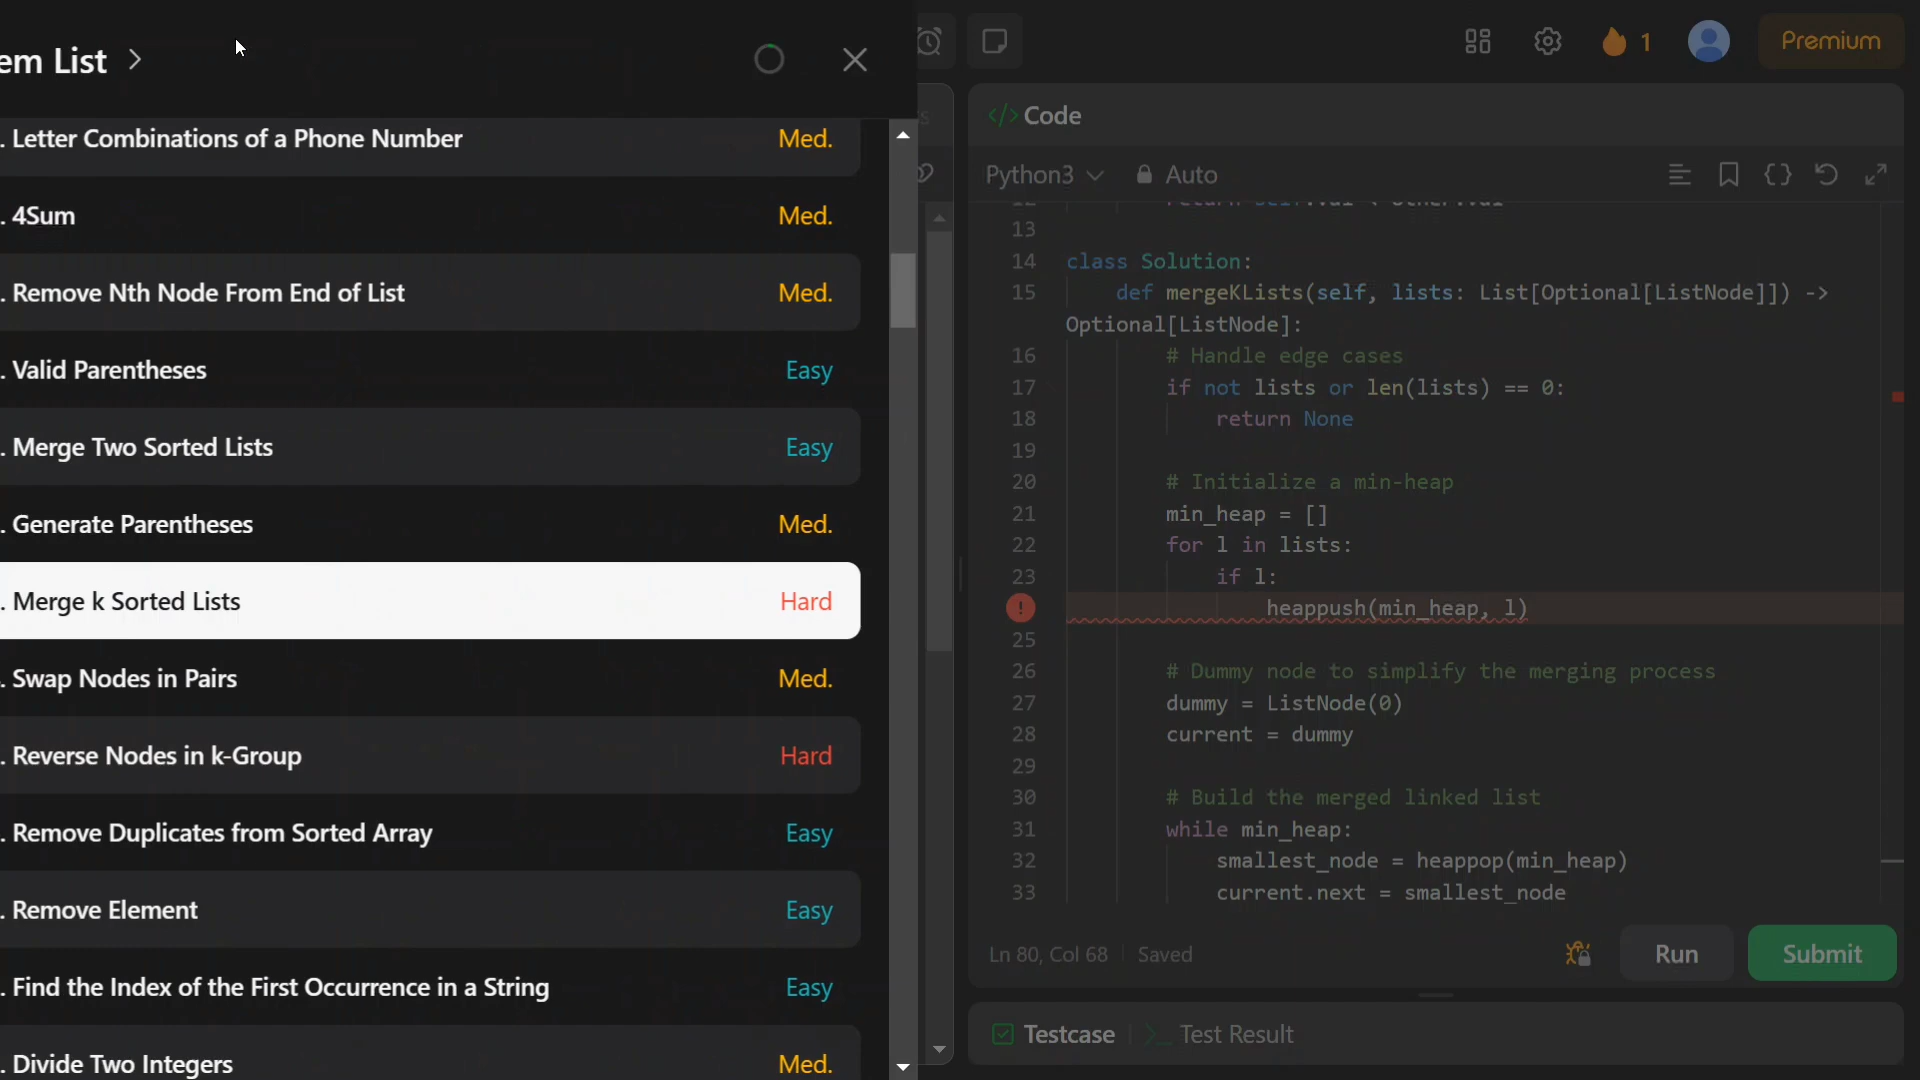 em List
1
Premium
. Letter Combinations of a Phone Number Med.
. 4Sum Med.
. Remove Nth Node From End of List Med.
. Valid Parentheses Easy
. Merge Two Sorted Lists Easy
. Generate Parentheses Med.
. Merge k Sorted Lists Hard
. Swap Nodes in Pairs Med.
. Reverse Nodes in k-Group Hard
. Remove Duplicates from Sorted Array Easy
. Remove Element Easy
. Find the Index of the First Occurrence in a String Easy
. Divide Two Integers Med.
</> Code
Python3 Auto
12 return self.val < other.val
13
14 class Solution:
15 def mergeKLists(self, lists: List[Optional[ListNode]]) ->
Optional[ListNode]:
16 # Handle edge cases
17 if not lists or len(lists) == 0:
18 return None
19
20 # Initialize a min-heap
21 min_heap = []
22 for l in lists:
23 if l:
heappush(min_heap, l)
25
26 # Dummy node to simplify the merging process
27 dummy = ListNode(0)
28 current = dummy
29
30 # Build the merged linked list
31 while min_heap:
32 smallest_node = heappop(min_heap)
33 current.next = smallest_node
Ln 80, Col 68 Saved
Run
Submit
Testcase
Test Result